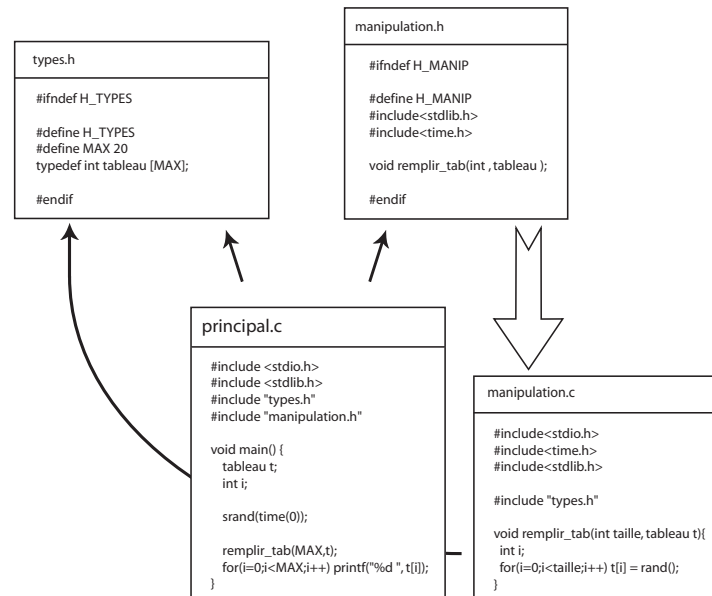 types.h
#ifndef H_TYPES
#define H_TYPES
#define MAX 20
typedef int tableau [MAX];
#endif
manipulation.h
#ifndef H_MANIP
#define H_MANIP
#include<stdlib.h>
#include<time.h>
void remplir_tab(int , tableau );
#endif
principal.c
#include <stdio.h>
#include <stdlib.h>
#include "types.h"
#include "manipulation.h"
void main() {
tableau t;
int i;
srand(time(0));
remplir_tab(MAX,t);
for(i=0;i<MAX;i++) printf("%d ", t[i]);
}
manipulation.c
#include<stdio.h>
#include<time.h>
#include<stdlib.h>
#include "types.h"
void remplir_tab(int taille, tableau t){
int i;
for(i=0;i<taille;i++) t[i] = rand();
}